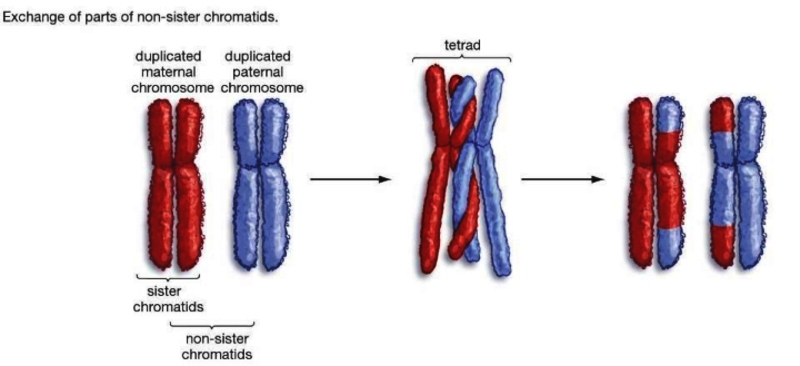 Exchange of parts of non-sister chromatids.
tetrad
duplicated
maternal
chromosome
duplicated
paternal
chromosome
sister
chromatids
non-sister
chromatids